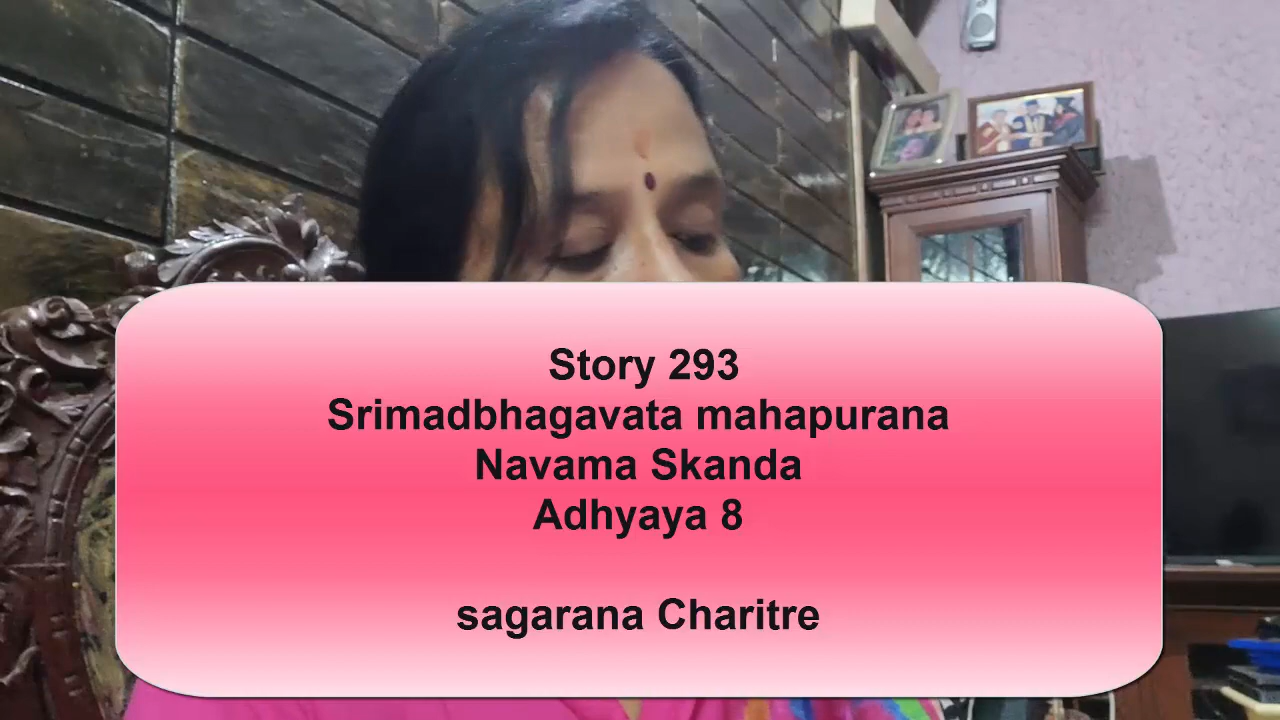 Story 293
Srimadbhagavata mahapurana
Navama Skanda
Adhyaya 8
sagarana Charitre